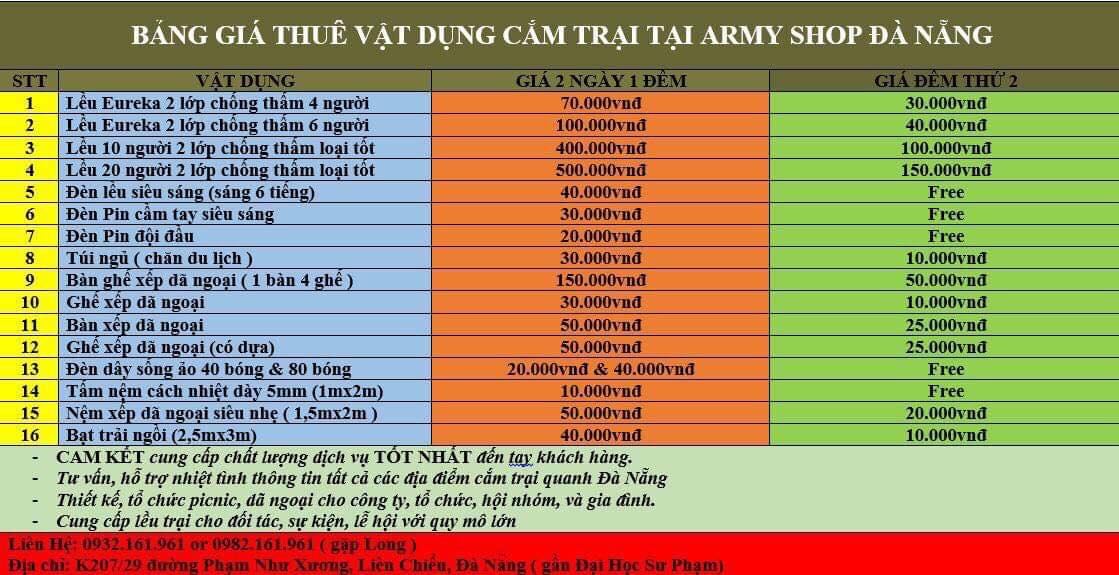 BẢNG GIÁ THUÊ VẬT DỤNG CẮM TRẠI TẠI ARMY SHOP ĐÀ NẴNG
STT VẬT DỤNG GIÁ 2 NGÀY 1 ĐÊM GIÁ ĐÊM THỨ 2
1 Lều Eureka 2 lớp chống thấm 4 người 70.000vnđ 30.000vnđ
2 Lều Eureka 2 lớp chống thấm 6 người 100.000vnđ 40.000vnđ
3 Lều 10 người 2 lớp chống thấm loại tốt 400.000vnđ 100.000vnđ
4 Lều 20 người 2 lớp chống thấm loại tốt 500.000vnđ 150.000vnđ
5 Đèn lều siêu sáng (sáng 6 tiếng) 40.000vnđ Free
6 Đèn Pin cầm tay siêu sáng 30.000vnđ Free
7 Đèn Pin đội đầu 20.000vnđ Free
8 Túi ngủ ( chăn du lịch ) 30.000vnđ 10.000vnđ
9 Bàn ghế xếp dã ngoại ( 1 bàn 4 ghế ) 150.000vnđ 50.000vnđ
10 Ghế xếp dã ngoại 30.000vnđ 10.000vnđ
11 Bàn xếp dã ngoại 50.000vnđ 25.000vnđ
12 Ghế xếp dã ngoại (có dựa) 50.000vnđ 25.000vnđ
13 Đèn dây sống ảo 40 bóng & 80 bóng 20.000vnđ & 40.000vnđ Free
14 Tấm nệm cách nhiệt dày 5mm (1mx2m) 10.000vnđ Free
15 Nệm xếp dã ngoại siêu nhẹ ( 1,5mx2m ) 50.000vnđ 20.000vnđ
16 Bạt trải ngồi (2,5mx3m) 40.000vnđ 10.000vnđ
- CAM KẾT cung cấp chất lượng dịch vụ TỐT NHẤT đến tay khách hàng.
- Tư vấn, hỗ trợ nhiệt tình thông tin tất cả các địa điểm cắm trại quanh Đà Nẵng
- Thiết kế, tổ chức picnic, dã ngoại cho công ty, tổ chức, hội nhóm, và gia đình.
- Cung cấp lều trại cho đối tác, sự kiện, lễ hội với quy mô lớn
Liên Hệ: 0932.161.961 or 0982.161.961 ( gặp Long )
Địa chỉ: K207/29 đường Phạm Như Xương, Liên Chiểu, Đà Nẵng ( gần Đại Học Sư Phạm)